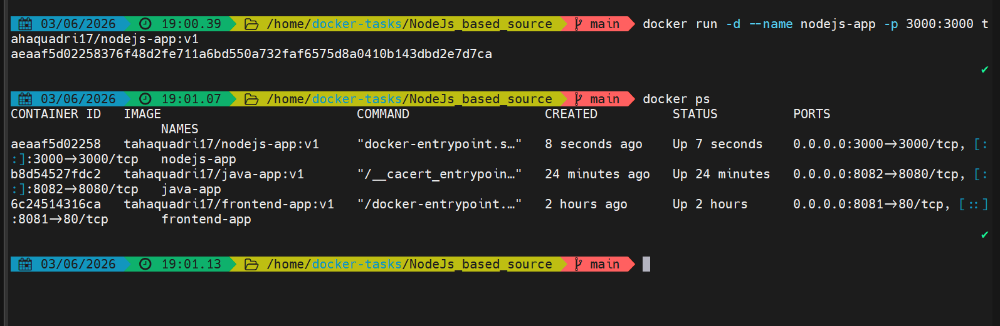 03/06/2026 19:00.39 /home/docker-tasks/NodeJs_based_source main docker run -d --name nodejs-app -p 3000:3000 t
ahaquadri17/nodejs-app:v1
aeaaf5d02258376f48d2fe711a6bd550a732faf6575d8a0410b143dbd2e7d7ca
✔
03/06/2026 19:01.07 /home/docker-tasks/NodeJs_based_source main docker ps
CONTAINER ID   IMAGE                          COMMAND                  CREATED          STATUS          PORTS
                    NAMES
aeaaf5d02258   tahaquadri17/nodejs-app:v1     "docker-entrypoint.s…"   8 seconds ago    Up 7 seconds    0.0.0.0:3000->3000/tcp, [:
:]:3000->3000/tcp   nodejs-app
b8d54527fdc2   tahaquadri17/java-app:v1       "/__cacert_entrypoin…"   24 minutes ago   Up 24 minutes   0.0.0.0:8082->8080/tcp, [:
:]:8082->8080/tcp   java-app
6c24514316ca   tahaquadri17/frontend-app:v1   "/docker-entrypoint.…"   2 hours ago      Up 2 hours      0.0.0.0:8081->80/tcp, [::]
:8081->80/tcp       frontend-app
✔
03/06/2026 19:01.13 /home/docker-tasks/NodeJs_based_source main